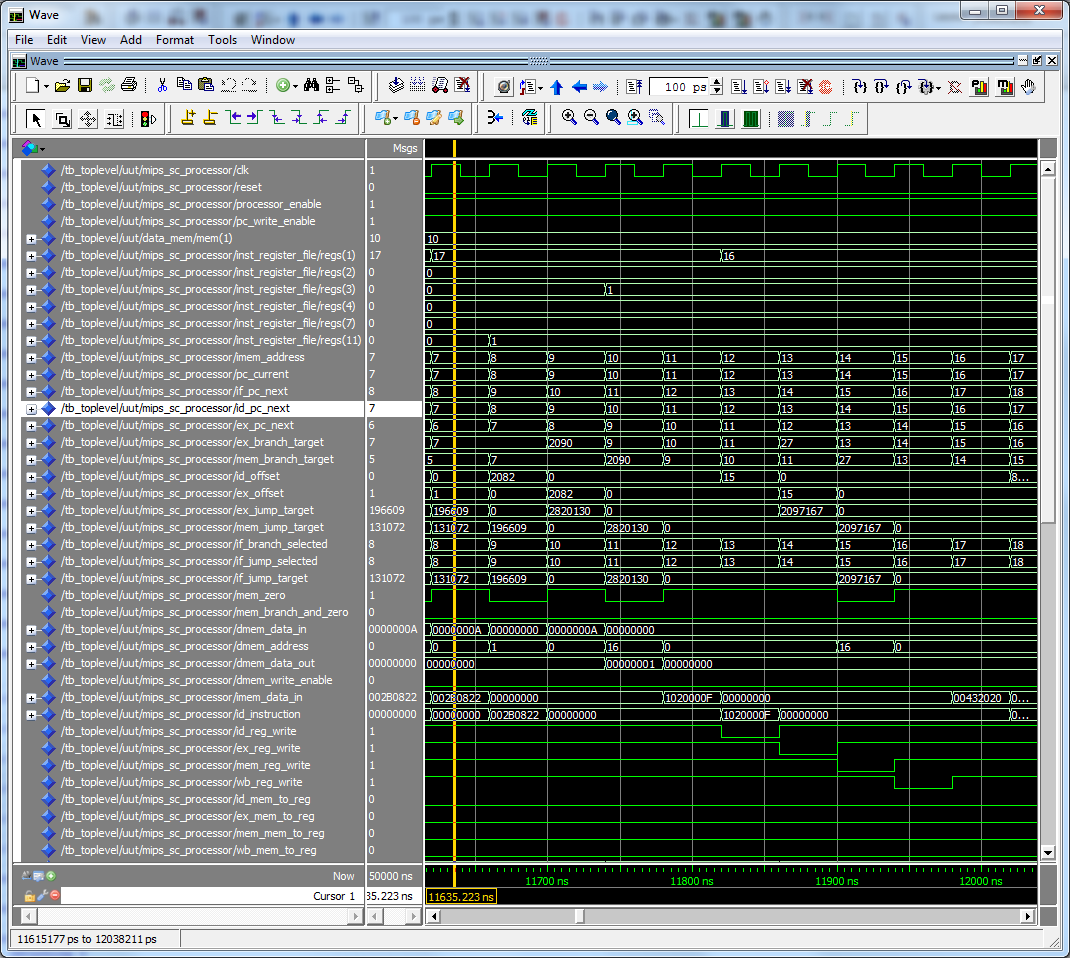 Wave
File Edit View Add Format Tools Window
Wave
100 ps
Msgs
/tb_toplevel/uut/mips_sc_processor/clk 1
/tb_toplevel/uut/mips_sc_processor/reset 0
/tb_toplevel/uut/mips_sc_processor/processor_enable 1
/tb_toplevel/uut/mips_sc_processor/pc_write_enable 1
/tb_toplevel/uut/data_mem/mem(1) 10 10
/tb_toplevel/uut/mips_sc_processor/inst_register_file/regs(1) 17 17 16
/tb_toplevel/uut/mips_sc_processor/inst_register_file/regs(2) 0 0
/tb_toplevel/uut/mips_sc_processor/inst_register_file/regs(3) 0 0 1
/tb_toplevel/uut/mips_sc_processor/inst_register_file/regs(4) 0 0
/tb_toplevel/uut/mips_sc_processor/inst_register_file/regs(7) 0 0
/tb_toplevel/uut/mips_sc_processor/inst_register_file/regs(11) 0 0 1
/tb_toplevel/uut/mips_sc_processor/imem_address 7 7 8 9 10 11 12 13 14 15 16 17
/tb_toplevel/uut/mips_sc_processor/pc_current 7 7 8 9 10 11 12 13 14 15 16 17
/tb_toplevel/uut/mips_sc_processor/if_pc_next 8 8 9 10 11 12 13 14 15 16 17 18
/tb_toplevel/uut/mips_sc_processor/id_pc_next 7 7 8 9 10 11 12 13 14 15 16 17
/tb_toplevel/uut/mips_sc_processor/ex_pc_next 6 6 7 8 9 10 11 12 13 14 15 16
/tb_toplevel/uut/mips_sc_processor/ex_branch_target 7 7 2090 9 10 11 27 13 14 15 16
/tb_toplevel/uut/mips_sc_processor/mem_branch_target 5 5 7 2090 9 10 11 27 13 14 15
/tb_toplevel/uut/mips_sc_processor/id_offset 0 0 2082 0 15 0 8...
/tb_toplevel/uut/mips_sc_processor/ex_offset 1 1 0 2082 0 15 0
/tb_toplevel/uut/mips_sc_processor/ex_jump_target 196609 196609 0 2820130 0 2097167 0
/tb_toplevel/uut/mips_sc_processor/mem_jump_target 131072 131072 196609 0 2820130 0 2097167 0
/tb_toplevel/uut/mips_sc_processor/if_branch_selected 8 8 9 10 11 12 13 14 15 16 17 18
/tb_toplevel/uut/mips_sc_processor/if_jump_selected 8 8 9 10 11 12 13 14 15 16 17 18
/tb_toplevel/uut/mips_sc_processor/if_jump_target 131072 131072 196609 0 2820130 0 2097167 0
/tb_toplevel/uut/mips_sc_processor/mem_zero 1
/tb_toplevel/uut/mips_sc_processor/mem_branch_and_zero 0
/tb_toplevel/uut/mips_sc_processor/dmem_data_in 0000000A 0000000A 00000000 0000000A 00000000
/tb_toplevel/uut/mips_sc_processor/dmem_address 0 0 1 0 16 0 16 0
/tb_toplevel/uut/mips_sc_processor/dmem_data_out 00000000 00000000 00000001 00000000
/tb_toplevel/uut/mips_sc_processor/dmem_write_enable 0
/tb_toplevel/uut/mips_sc_processor/imem_data_in 002B0822 002B0822 00000000 1020000F 00000000 00432020 0...
/tb_toplevel/uut/mips_sc_processor/id_instruction 00000000 00000000 002B0822 00000000 1020000F 00000000 0...
/tb_toplevel/uut/mips_sc_processor/id_reg_write 1
/tb_toplevel/uut/mips_sc_processor/ex_reg_write 1
/tb_toplevel/uut/mips_sc_processor/mem_reg_write 1
/tb_toplevel/uut/mips_sc_processor/wb_reg_write 1
/tb_toplevel/uut/mips_sc_processor/id_mem_to_reg 0
/tb_toplevel/uut/mips_sc_processor/ex_mem_to_reg 0
/tb_toplevel/uut/mips_sc_processor/mem_mem_to_reg 0
/tb_toplevel/uut/mips_sc_processor/wb_mem_to_reg 0
Now 50000 ns 11700 ns 11800 ns 11900 ns 12000 ns
Cursor 1 35.223 ns 11635.223 ns
11615177 ps to 12038211 ps